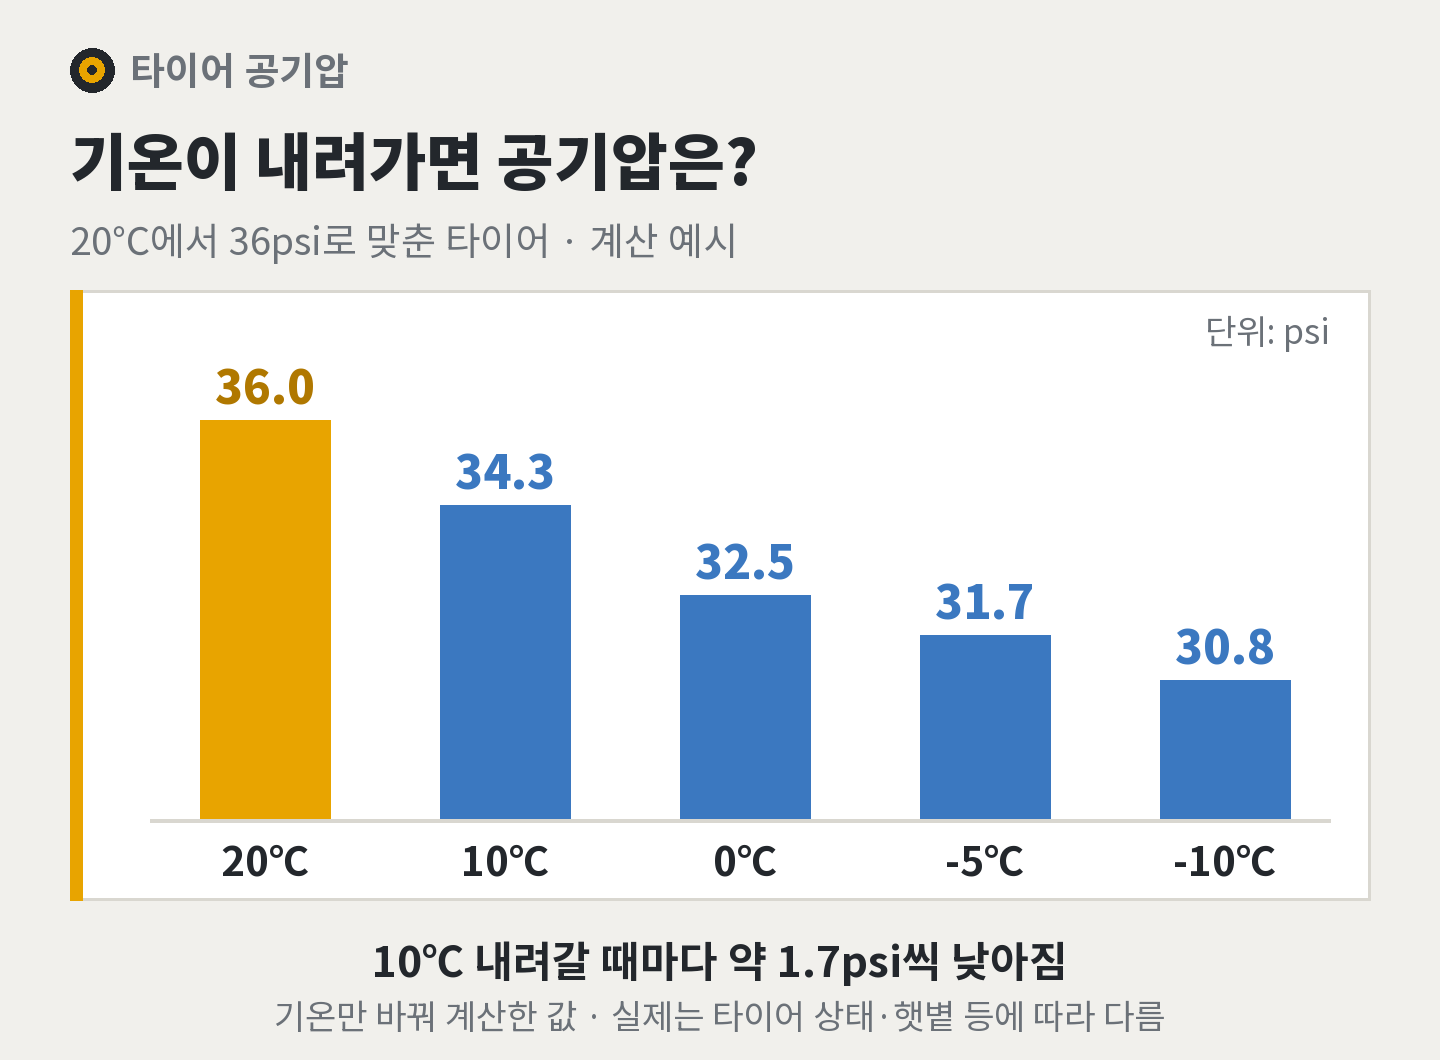 타이어 공기압
기온이 내려가면 공기압은?
20°C에서 36psi로 맞춘 타이어 · 계산 예시
단위: psi
36.0
34.3
32.5
31.7
30.8
20℃
10℃
0℃
-5℃
-10℃
10℃ 내려갈 때마다 약 1.7psi씩 낮아짐
기온만 바꿔 계산한 값 · 실제는 타이어 상태·햇볕 등에 따라 다름